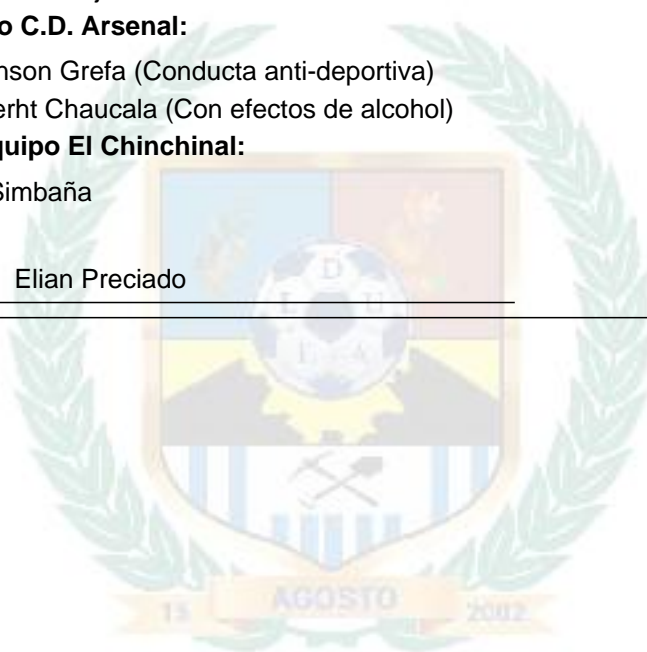 o C.D. Arsenal:
nson Grefa (Conducta anti-deportiva)
erht Chaucala (Con efectos de alcohol)
quipo El Chinchinal:
Simbaña
Elian Preciado
D
L U
15 AGOSTO 2002